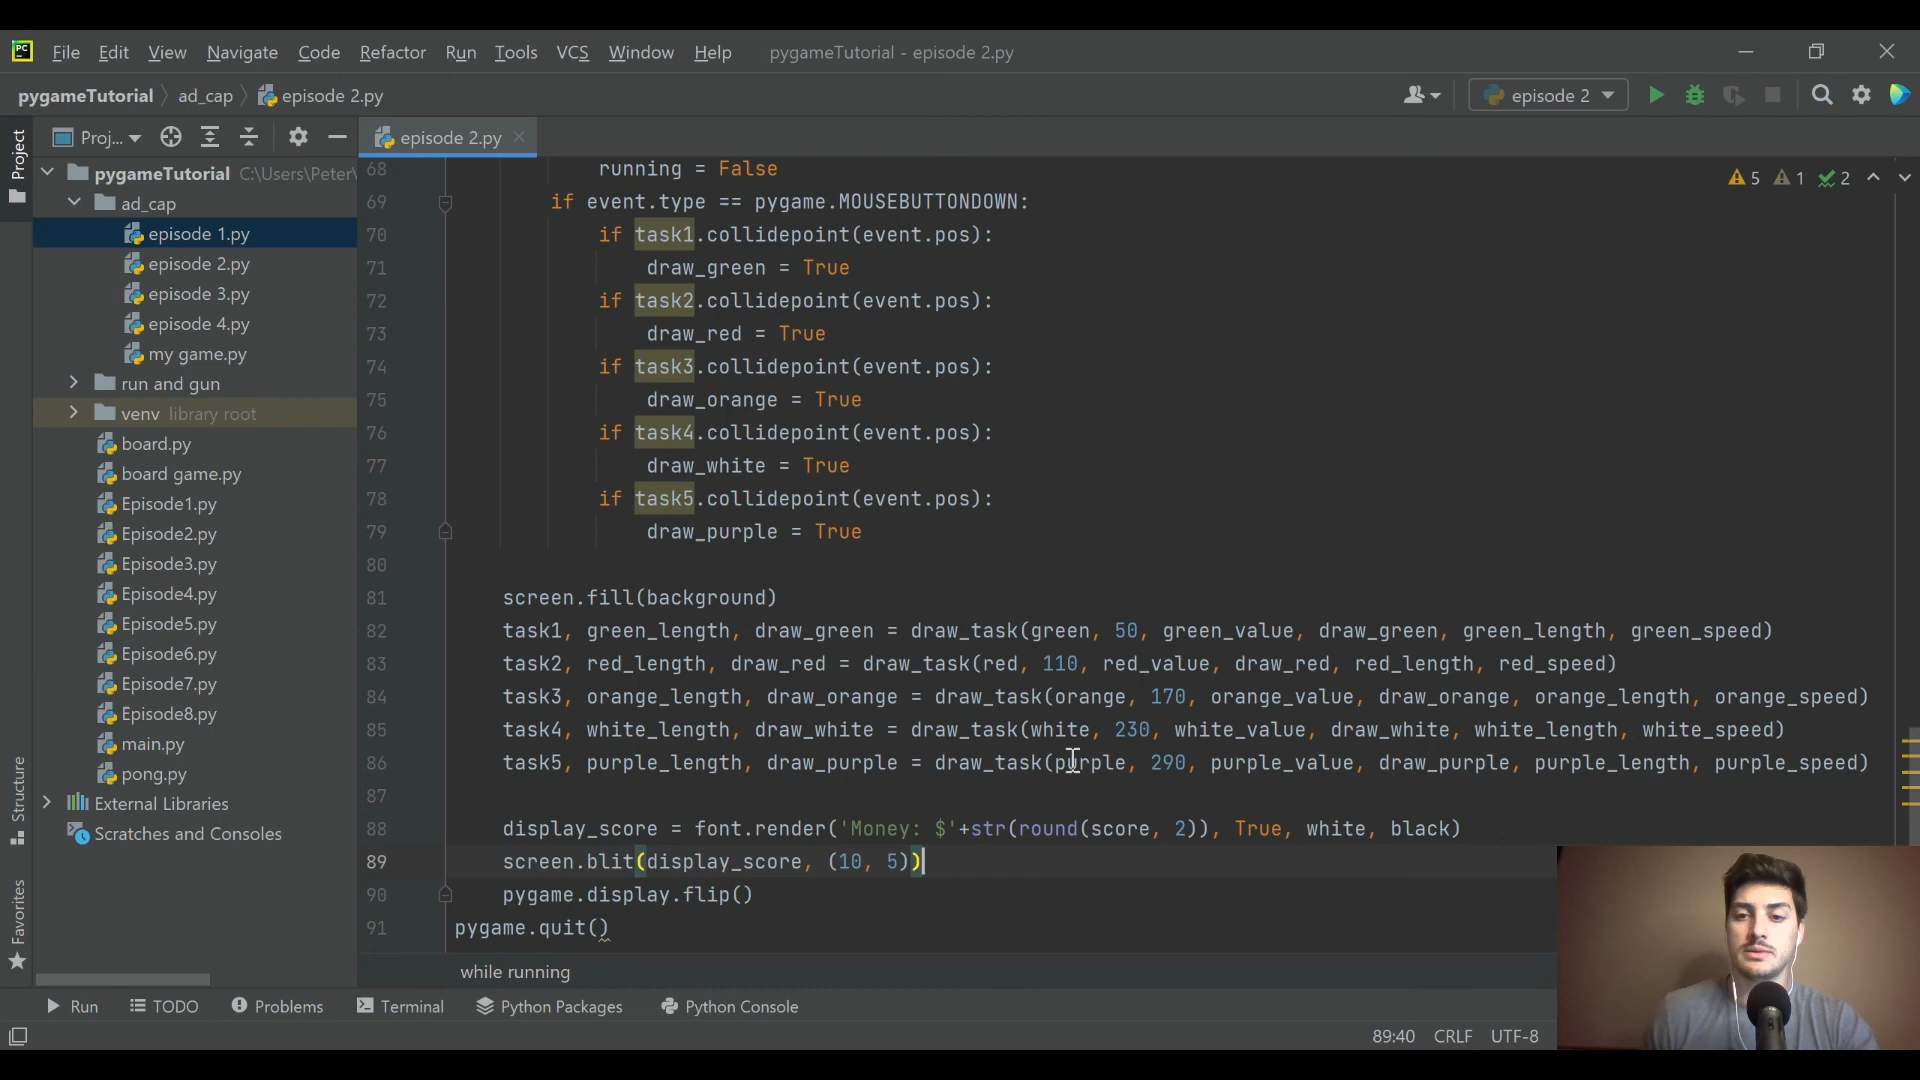 PC File Edit View Navigate Code Refactor Run Tools VCS Window Help pygameTutorial - episode 2.py
pygameTutorial ad_cap episode 2.py episode 2
Project
Proj...
episode 2.py
pygameTutorial C:\Users\Peter\
ad_cap
episode 1.py
episode 2.py
episode 3.py
episode 4.py
my game.py
run and gun
venv library root
board.py
board game.py
Episode1.py
Episode2.py
Episode3.py
Episode4.py
Episode5.py
Episode6.py
Episode7.py
Episode8.py
main.py
pong.py
External Libraries
Scratches and Consoles
Structure
Favorites
5 1 2
68 running = False
69 if event.type == pygame.MOUSEBUTTONDOWN:
70 if task1.collidepoint(event.pos):
71 draw_green = True
72 if task2.collidepoint(event.pos):
73 draw_red = True
74 if task3.collidepoint(event.pos):
75 draw_orange = True
76 if task4.collidepoint(event.pos):
77 draw_white = True
78 if task5.collidepoint(event.pos):
79 draw_purple = True
80
81 screen.fill(background)
82 task1, green_length, draw_green = draw_task(green, 50, green_value, draw_green, green_length, green_speed)
83 task2, red_length, draw_red = draw_task(red, 110, red_value, draw_red, red_length, red_speed)
84 task3, orange_length, draw_orange = draw_task(orange, 170, orange_value, draw_orange, orange_length, orange_speed)
85 task4, white_length, draw_white = draw_task(white, 230, white_value, draw_white, white_length, white_speed)
86 task5, purple_length, draw_purple = draw_task(purple, 290, purple_value, draw_purple, purple_length, purple_speed)
87
88 display_score = font.render('Money: $'+str(round(score, 2)), True, white, black)
89 screen.blit(display_score, (10, 5))
90 pygame.display.flip()
91 pygame.quit()
while running
Run TODO Problems Terminal Python Packages Python Console
89:40 CRLF UTF-8